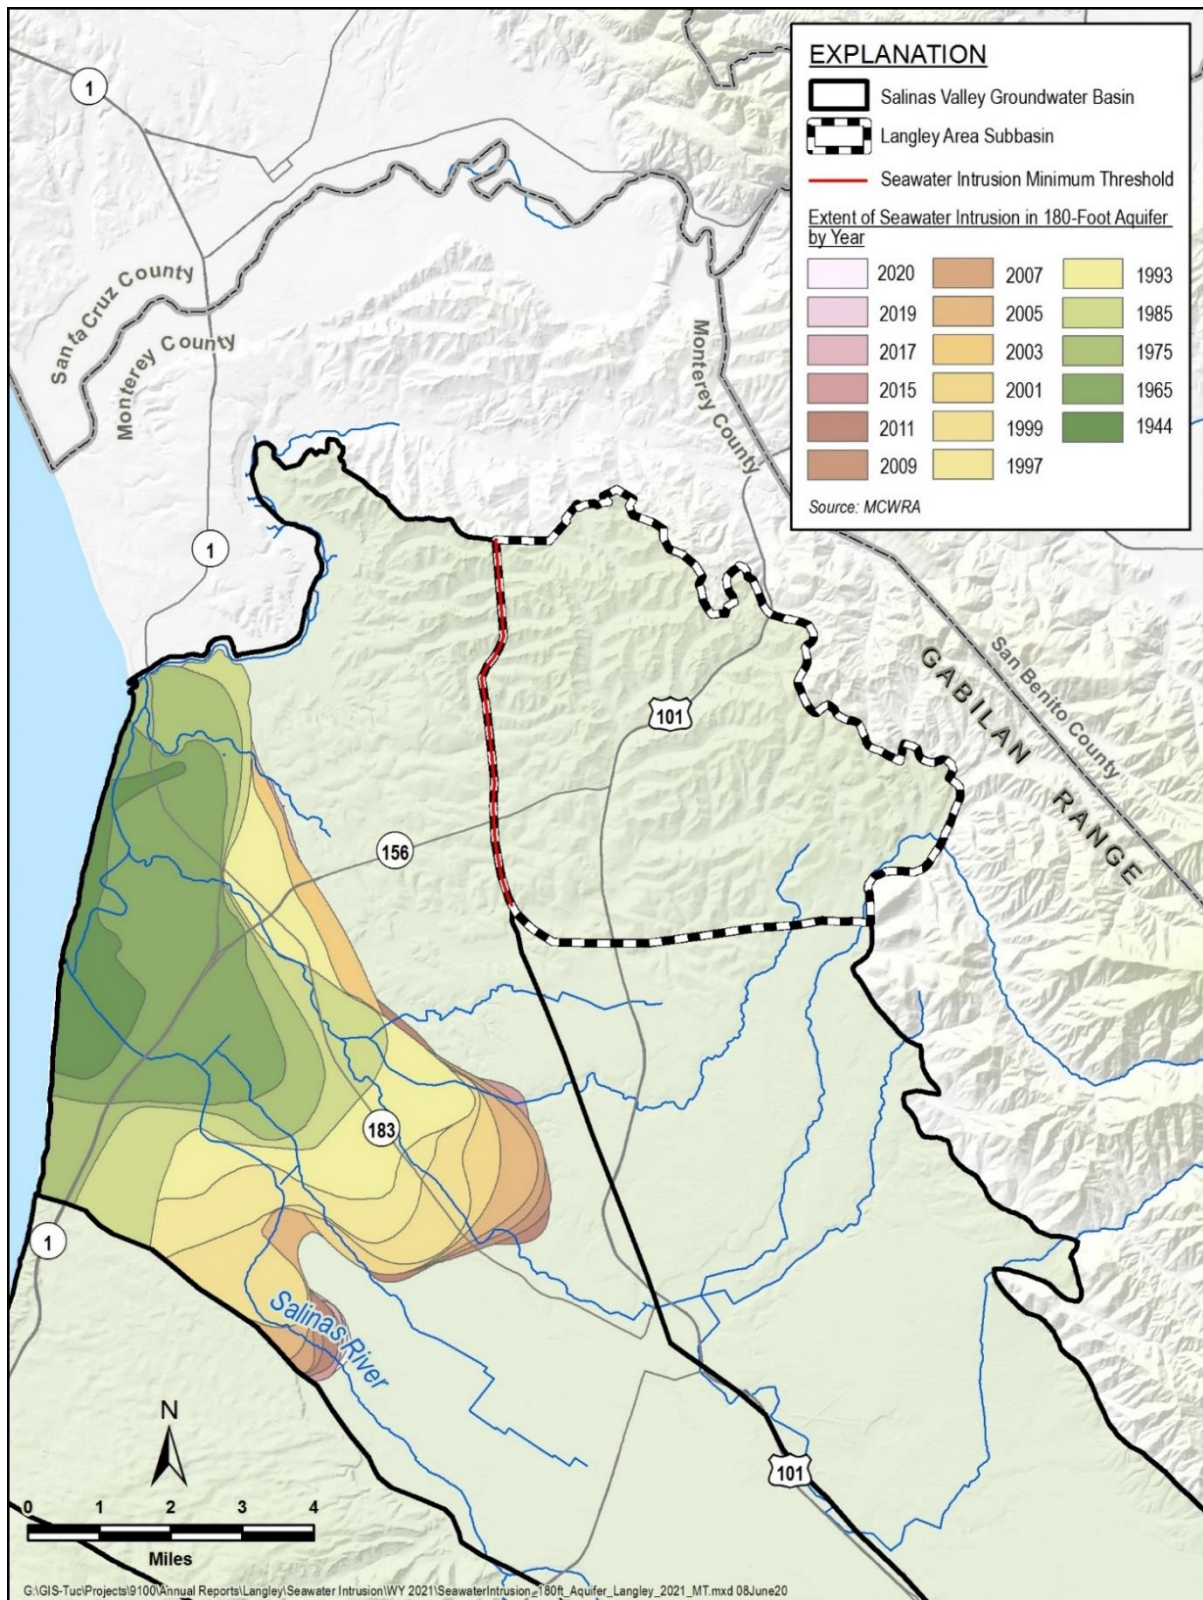 EXPLANATION
Salinas Valley Groundwater Basin
Langley Area Subbasin
Seawater Intrusion Minimum Threshold
Extent of Seawater Intrusion in 180-Foot Aquifer
by Year
2020
2019
2017
2015
2011
2009
2007
2005
2003
2001
1999
1997
1993
1985
1975
1965
1944
Source: MCWRA
1
Santa Cruz County
Monterey County
Monterey County
San Benito County
1
GABILAN RANGE
101
156
183
1
Salinas River
101
N
0 1 2 3 4
Miles
G:\GIS-Tuc\Projects\9100\Annual Reports\Langley\Seawater Intrusion\WY 2021\SeawaterIntrusion_180ft_Aquifer_Langley_2021_MT.mxd 08June20